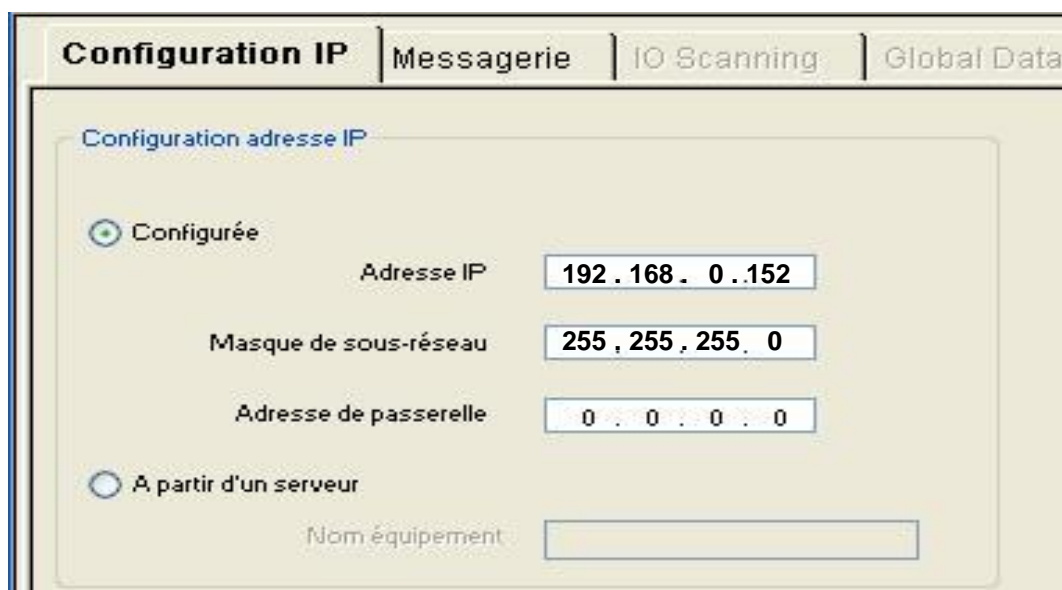 Configuration IP Messagerie IO Scanning Global Data
Configuration adresse IP
Configurée
Adresse IP 192 . 168 . 0 . 152
Masque de sous-réseau 255 . 255 . 255 . 0
Adresse de passerelle 0 . 0 . 0 . 0
A partir d'un serveur
Nom équipement